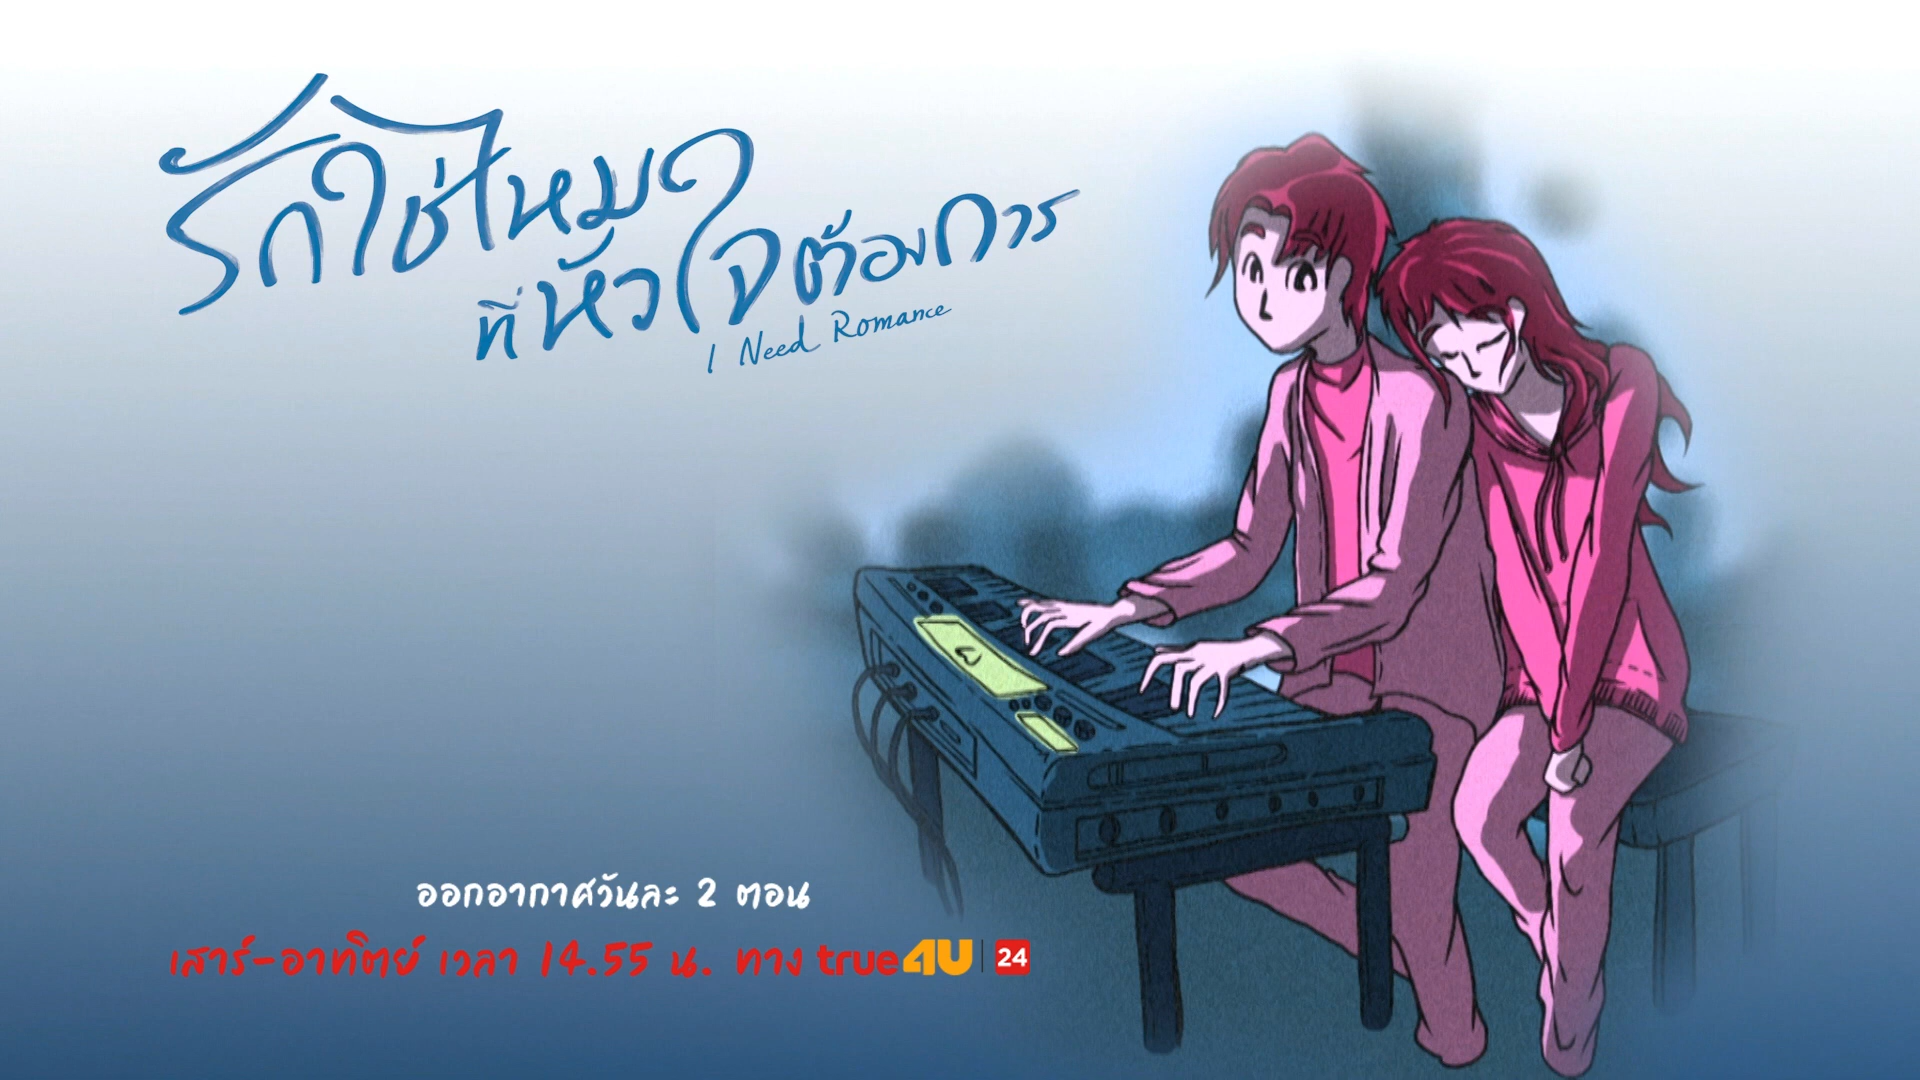 รักใช่ไหม
ที่หัวใจต้องการ
I Need Romance
ออกอากาศวันละ 2 ตอน
เสาร์-อาทิตย์ เวลา 14.55 น. ทาง true4U 24